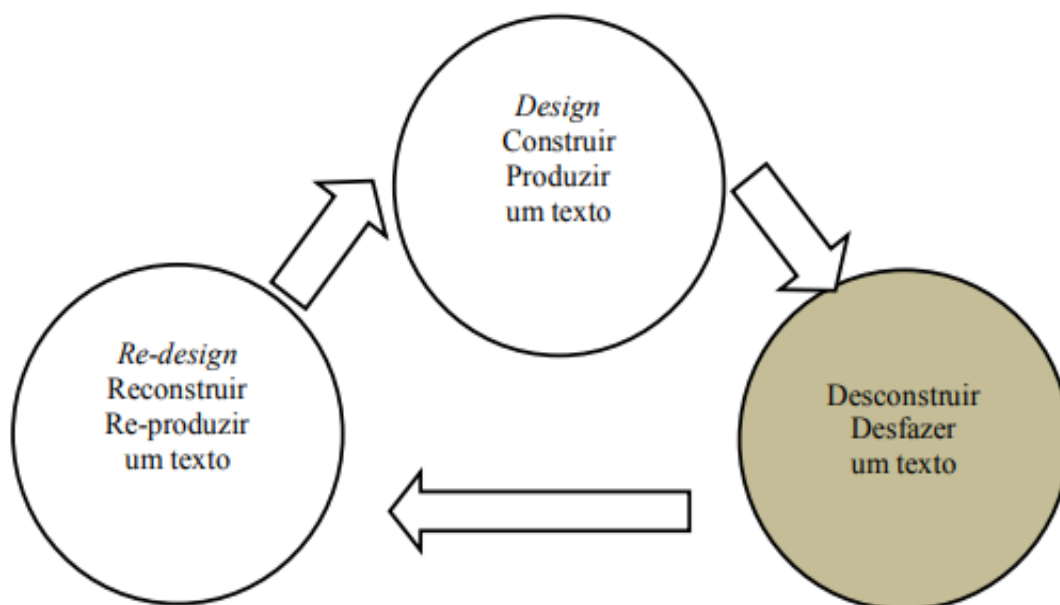 Design
Construir
Produzir
um texto
Desconstruir
Desfazer
um texto
Re-design
Reconstruir
Re-produzir
um texto